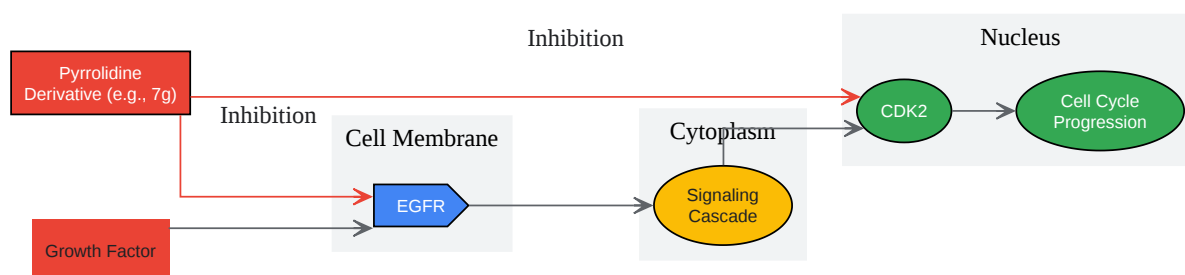 Inhibition
Nucleus
Pyrrolidine
Derivative (e.g., 7g)
Inhibition
CDK2
Cell Cycle
Progression
Cell Membrane
Cytoplasm
EGFR
Signaling
Cascade
Growth Factor